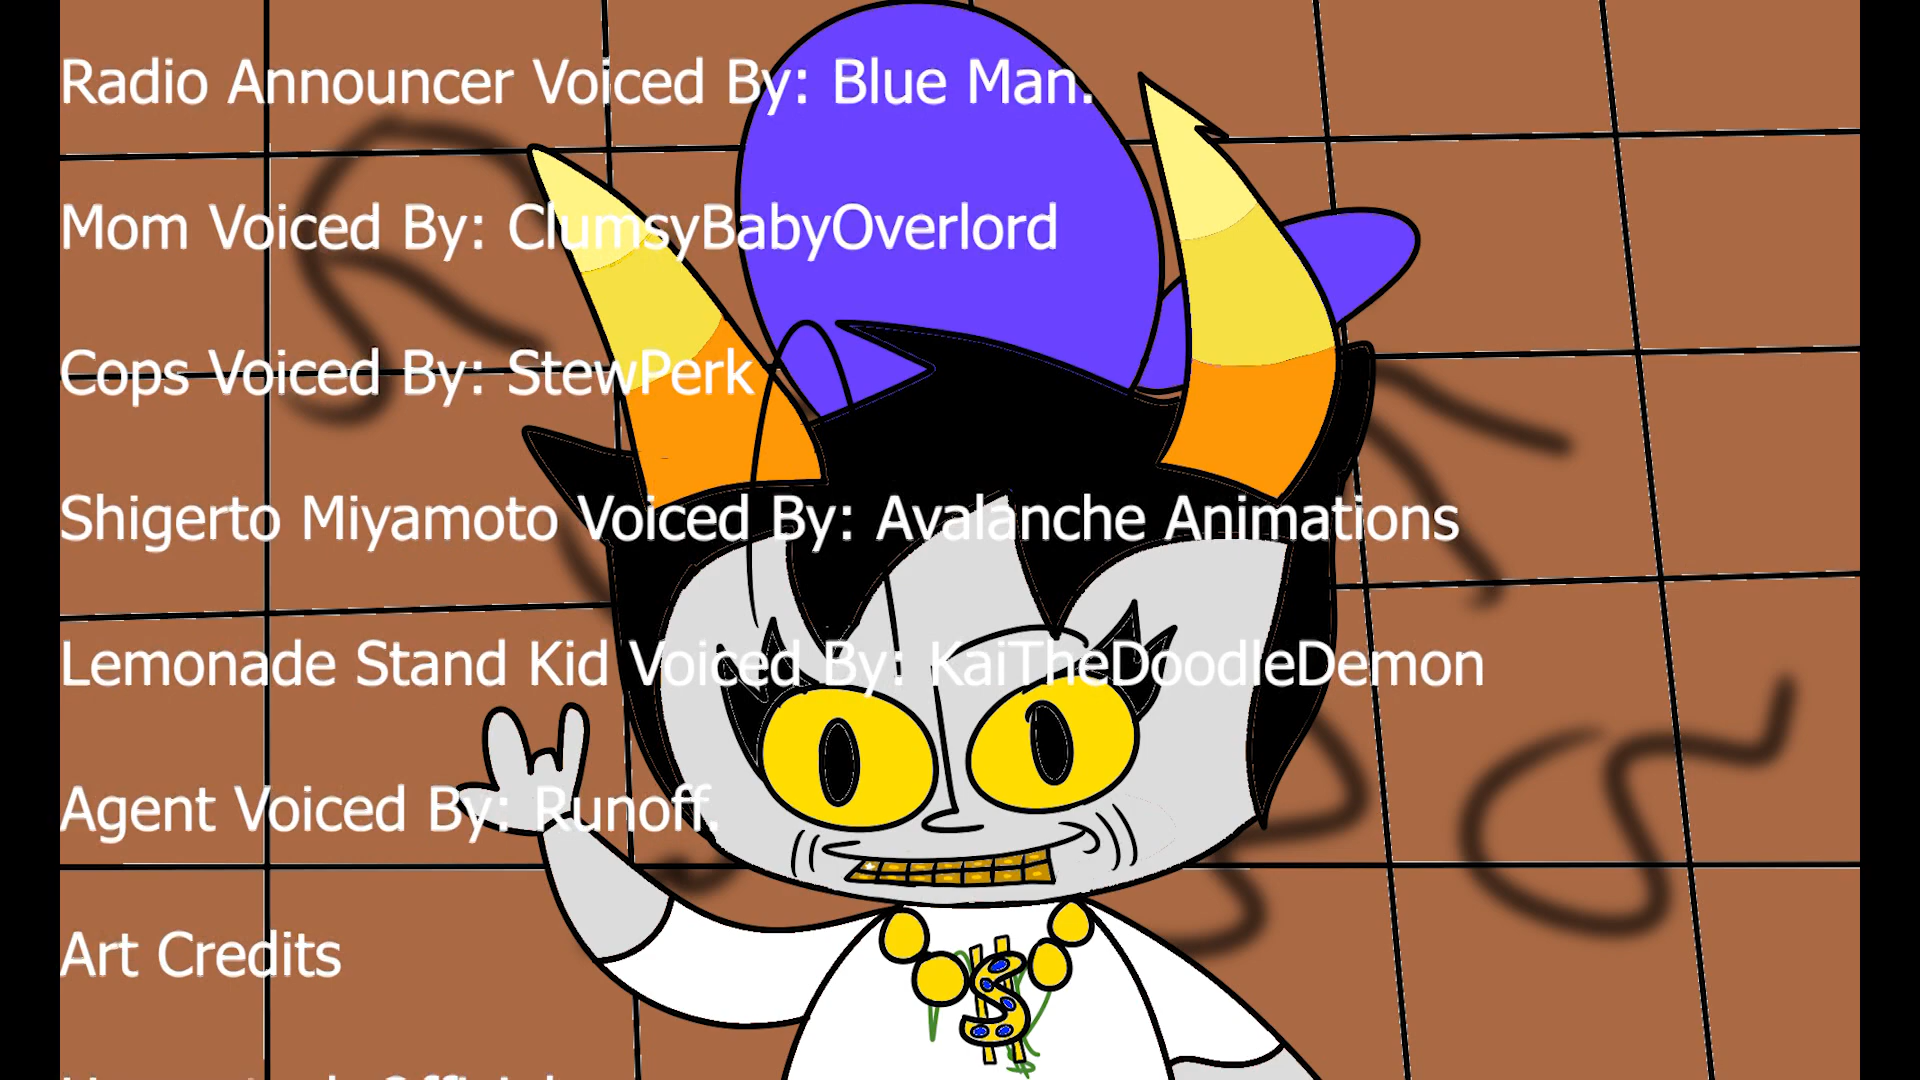 Radio Announcer Voiced By: Blue Man.
Mom Voiced By: ClumsyBabyOverlord
Cops Voiced By: StewPerk
Shigerto Miyamoto Voiced By: Avalanche Animations
Lemonade Stand Kid Voiced By: KaiTheDoodleDemon
Agent Voiced By: Runoff.
Art Credits